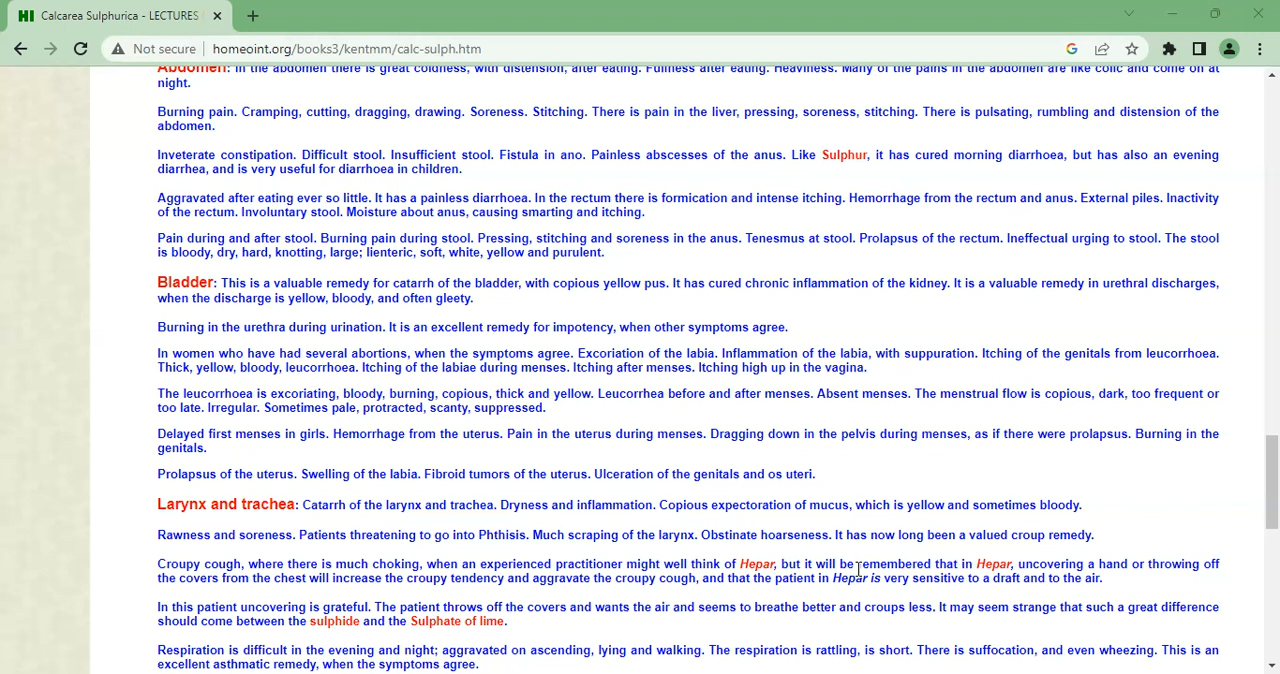 Calcarea Sulphurica - LECTURES
Not secure
homeoint.org/books3/kentmm/calc-sulph.htm
Abdomen: In the abdomen there is great coldness, with distension, after eating. Fullness after eating. Heaviness. Many of the pains in the abdomen are like colic and come on at
night.
Burning pain. Cramping, cutting, dragging, drawing. Soreness. Stitching. There is pain in the liver, pressing, soreness, stitching. There is pulsating, rumbling and distension of the
abdomen.
Inveterate constipation. Difficult stool. Insufficient stool. Fistula in ano. Painless abscesses of the anus. Like Sulphur, it has cured morning diarrhoea, but has also an evening
diarrhea, and is very useful for diarrhoea in children.
Aggravated after eating ever so little. It has a painless diarrhoea. In the rectum there is formication and intense itching. Hemorrhage from the rectum and anus. External piles. Inactivity
of the rectum. Involuntary stool. Moisture about anus, causing smarting and itching.
Pain during and after stool. Burning pain during stool. Pressing, stitching and soreness in the anus. Tenesmus at stool. Prolapsus of the rectum. Ineffectual urging to stool. The stool
is bloody, dry, hard, knotting, large; lienteric, soft, white, yellow and purulent.
Bladder: This is a valuable remedy for catarrh of the bladder, with copious yellow pus. It has cured chronic inflammation of the kidney. It is a valuable remedy in urethral discharges,
when the discharge is yellow, bloody, and often gleety.
Burning in the urethra during urination. It is an excellent remedy for impotency, when other symptoms agree.
In women who have had several abortions, when the symptoms agree. Excoriation of the labia. Inflammation of the labia, with suppuration. Itching of the genitals from leucorrhoea.
Thick, yellow, bloody, leucorrhoea. Itching of the labiae during menses. Itching after menses. Itching high up in the vagina.
The leucorrhoea is excoriating, bloody, burning, copious, thick and yellow. Leucorrhea before and after menses. Absent menses. The menstrual flow is copious, dark, too frequent or
too late. Irregular. Sometimes pale, protracted, scanty, suppressed.
Delayed first menses in girls. Hemorrhage from the uterus. Pain in the uterus during menses. Dragging down in the pelvis during menses, as if there were prolapsus. Burning in the
genitals.
Prolapsus of the uterus. Swelling of the labia. Fibroid tumors of the uterus. Ulceration of the genitals and os uteri.
Larynx and trachea: Catarrh of the larynx and trachea. Dryness and inflammation. Copious expectoration of mucus, which is yellow and sometimes bloody.
Rawness and soreness. Patients threatening to go into Phthisis. Much scraping of the larynx. Obstinate hoarseness. It has now long been a valued croup remedy.
Croupy cough, where there is much choking, when an experienced practitioner might well think of Hepar, but it will be remembered that in Hepar, uncovering a hand or throwing off
the covers from the chest will increase the croupy tendency and aggravate the croupy cough, and that the patient in Hepar is very sensitive to a draft and to the air.
In this patient uncovering is grateful. The patient throws off the covers and wants the air and seems to breathe better and croups less. It may seem strange that such a great difference
should come between the sulphide and the Sulphate of lime.
Respiration is difficult in the evening and night; aggravated on ascending, lying and walking. The respiration is rattling, is short. There is suffocation, and even wheezing. This is an
excellent asthmatic remedy, when the symptoms agree.